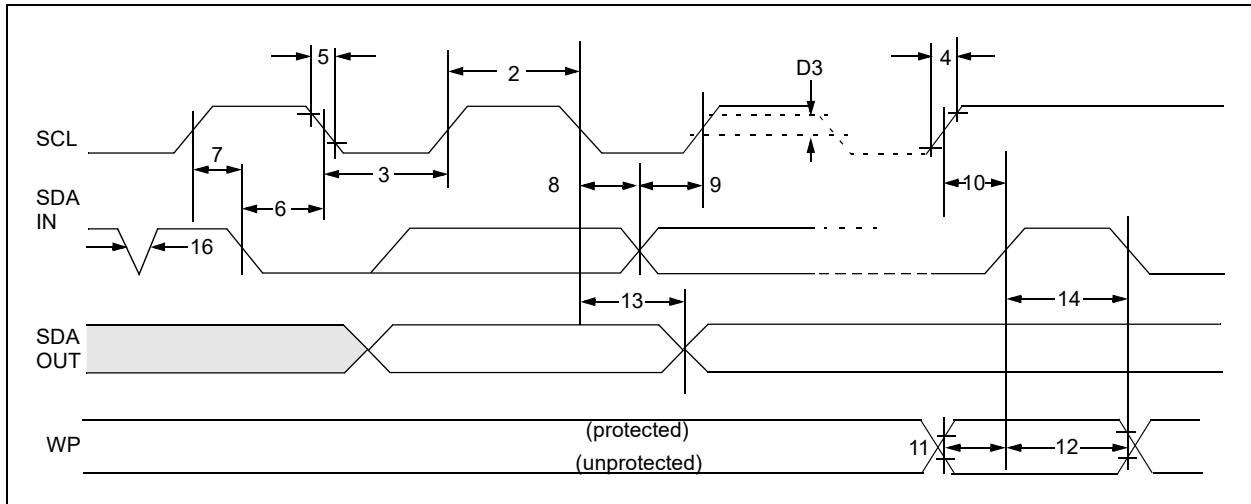 5
2
D3
4
SCL
7
3
8
9
10
SDA
IN
6
16
13
14
SDA
OUT
WP
(protected)
(unprotected)
11
12